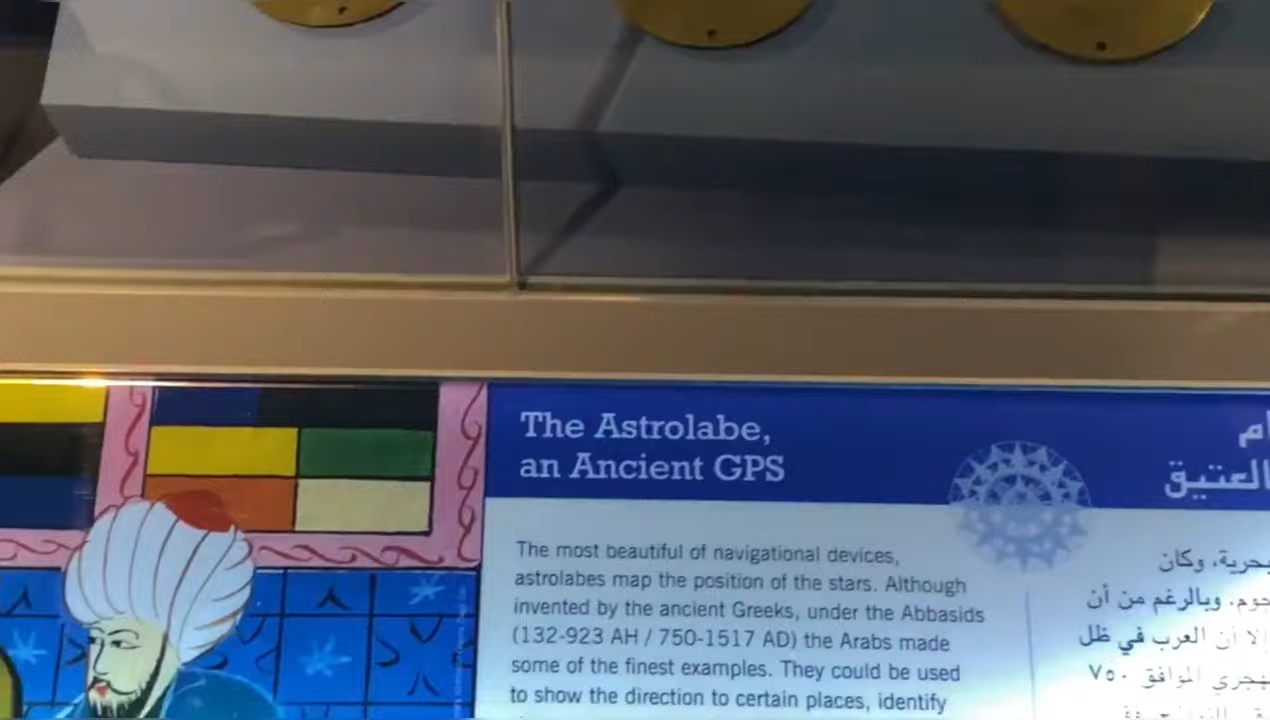 The Astrolabe,
an Ancient GPS
The most beautiful of navigational devices,
astrolabes map the position of the stars. Although
invented by the ancient Greeks, under the Abbasids
(132-923 AH / 750-1517 AD) the Arabs made
some of the finest examples. They could be used
to show the direction to certain places, identify
العتيق
بحرية، وكان
جوم. وبالرغم من أن
إلا أن العرب في ظل
هجري الموافق ٧٥٠